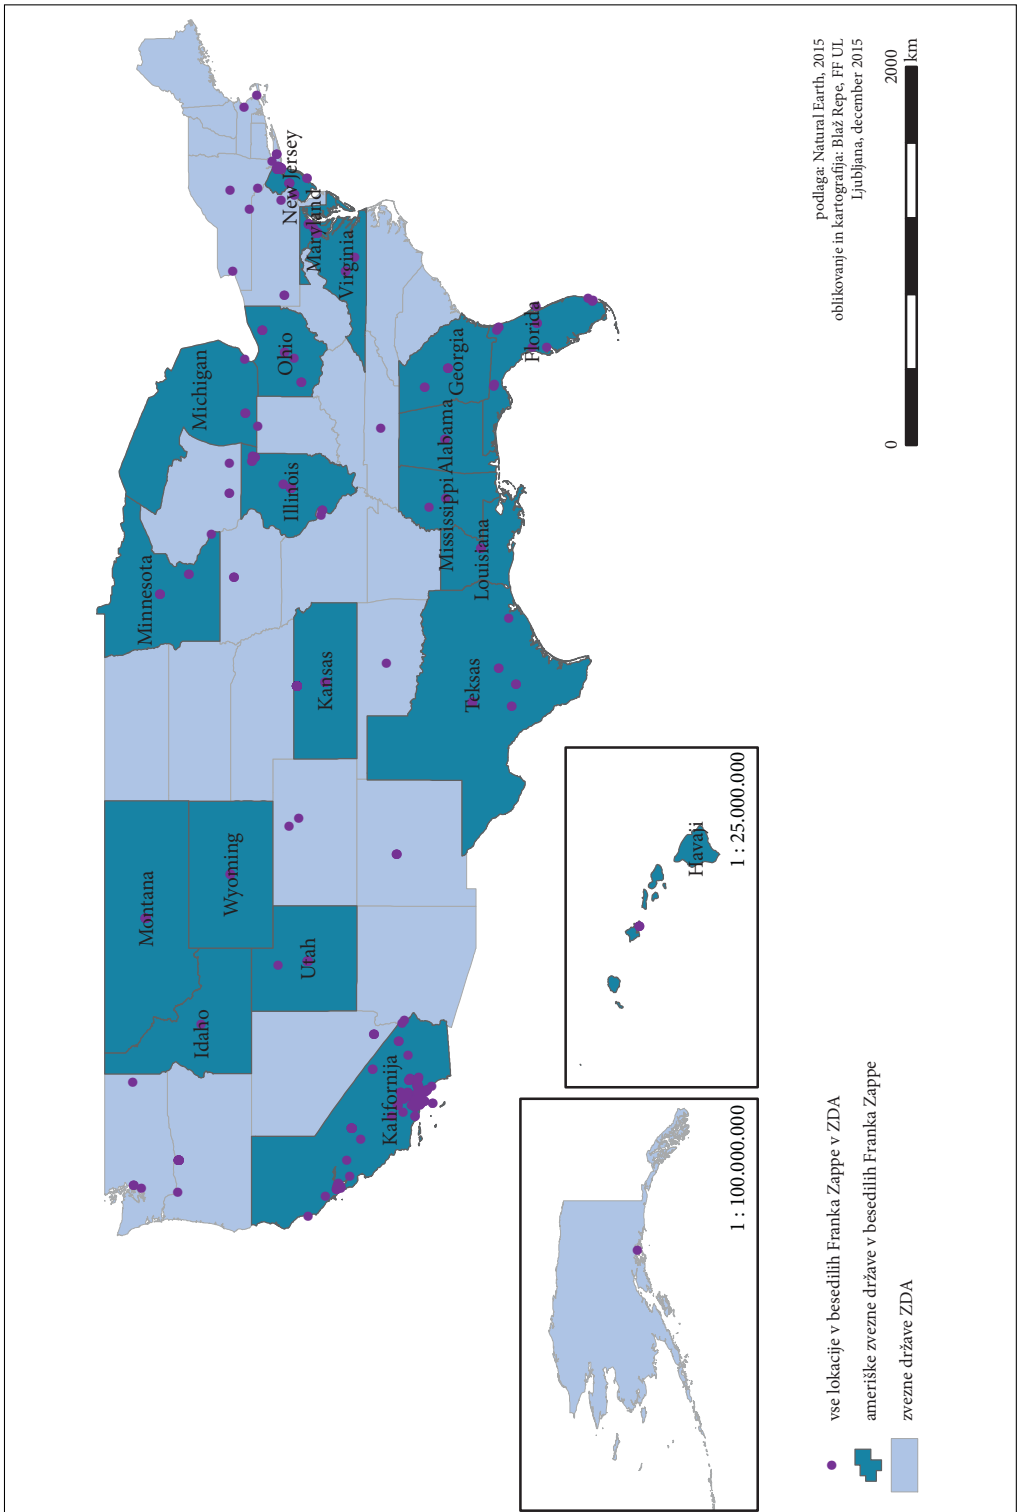 Montana
Minnesota
Michigan
Idaho
Wyoming
Utah
Kansas
Illinois
Ohio
New Jersey
Maryland
Virginia
Kalifornija
Teksas
Louisiana
Mississippi
Alabama
Georgia
Florida
Havaji
1 : 100.000.000
1 : 25.000.000
vse lokacije v besedilih Franka Zappe v ZDA
ameriške zvezne države v besedilih Franka Zappe
zvezne države ZDA
podlaga: Natural Earth, 2015
oblikovanje in kartografija: Blaž Repe, FF UL
Ljubljana, december 2015
0
2000
km